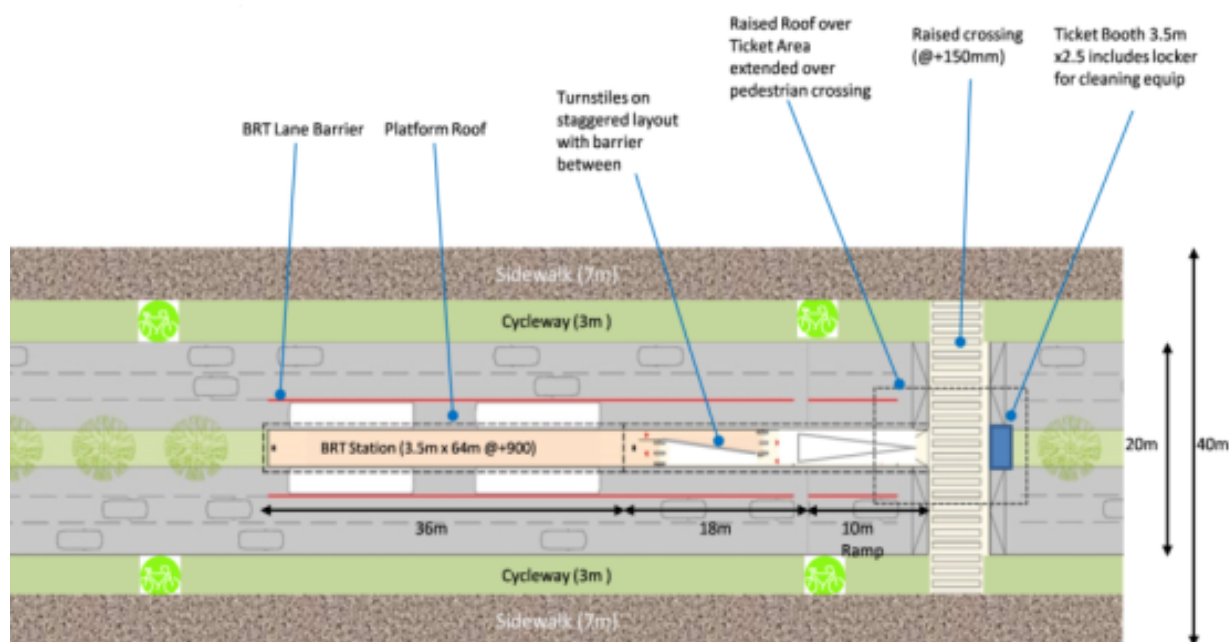 Raised Roof over
Ticket Area
extended over
pedestrian crossing
Raised crossing
(@+150mm)
Ticket Booth 3.5m
x2.5 includes locker
for cleaning equip
Turnstiles on
staggered layout
with barrier
between
BRT Lane Barrier
Platform Roof
Sidewalk (7m)
Cycleway (3m )
BRT Station (3.5m x 64m @+900)
20m
40m
36m
18m
10m
Ramp
Cycleway (3m )
Sidewalk (7m)